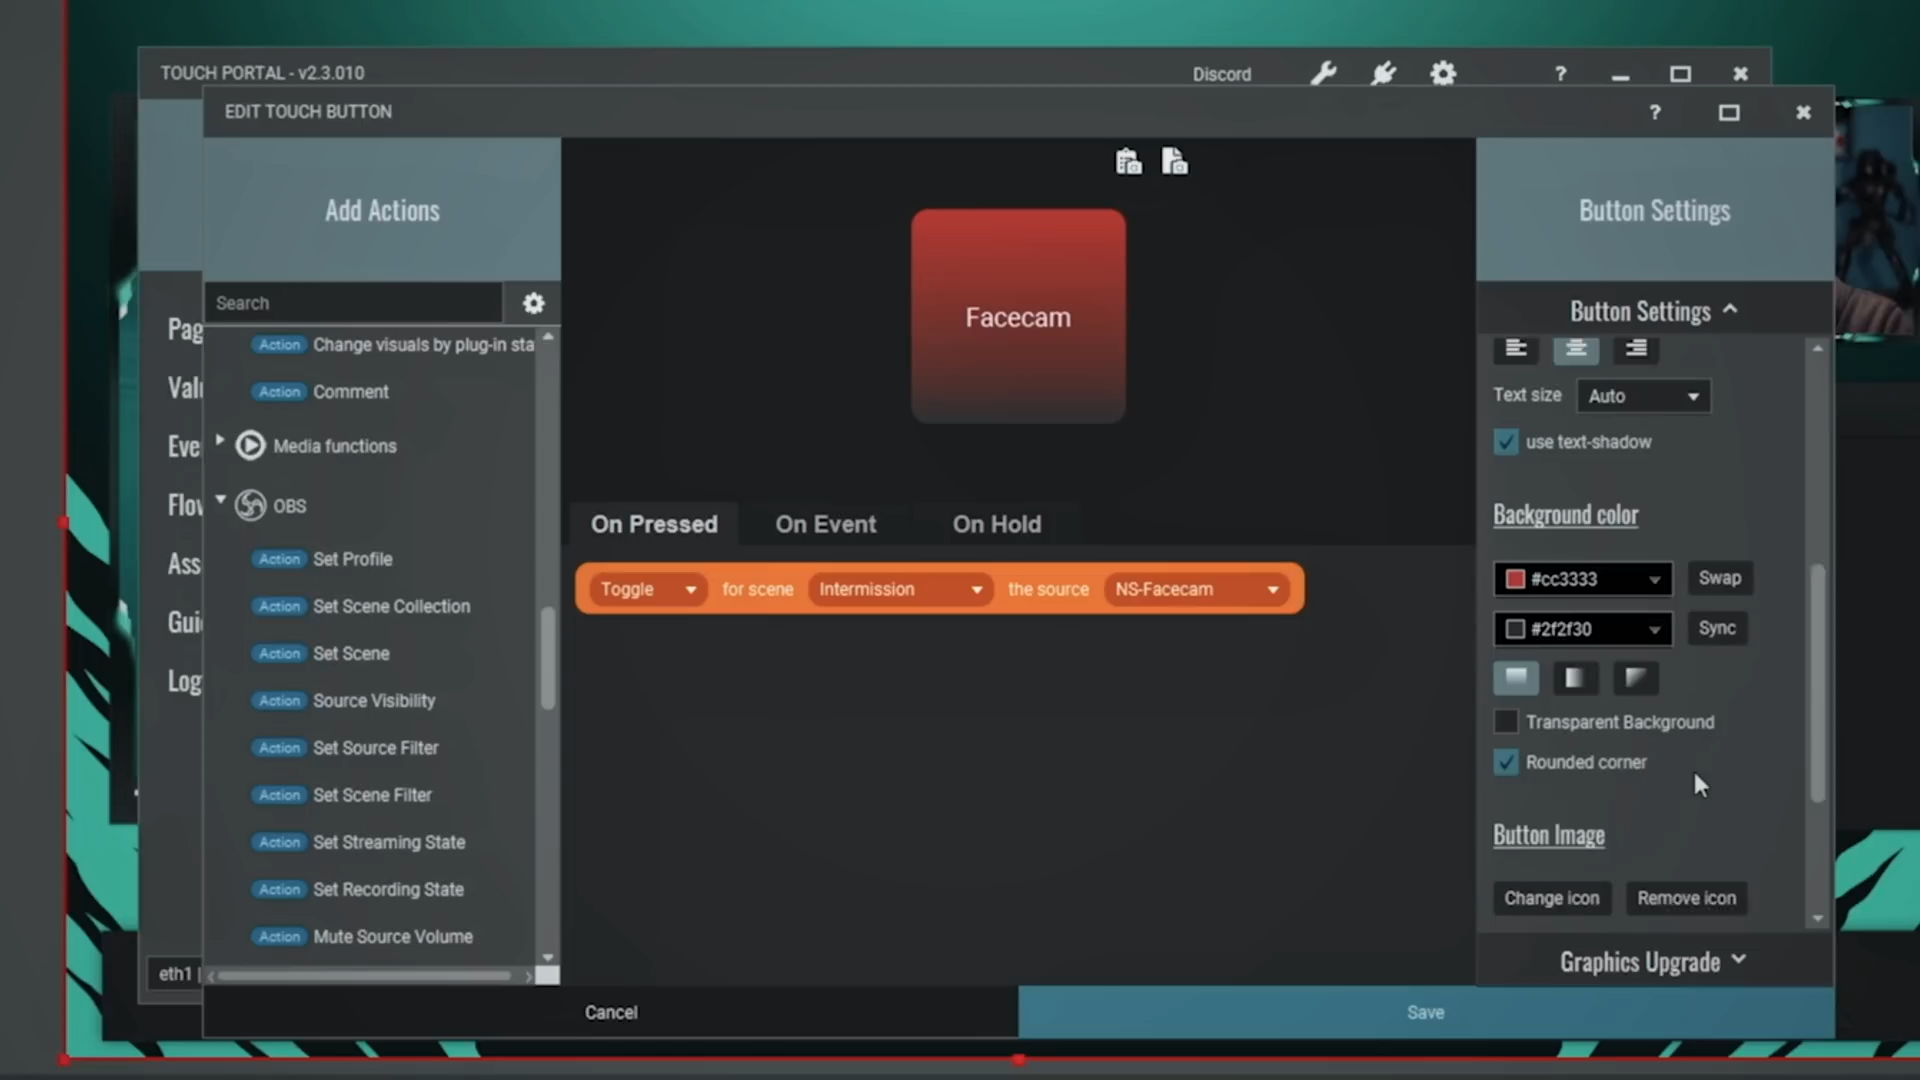 TOUCH PORTAL - v2.3.010
Discord
?
EDIT TOUCH BUTTON
?
Add Actions
Button Settings
Search
Button Settings
Pag
Action Change visuals by plug-in sta
Text size Auto
Val
Action Comment
use text-shadow
Eve
Media functions
Flo
OBS
Background color
Facecam
On Pressed
On Event
On Hold
Toggle for scene Intermission the source NS-Facecam
Ass
Action Set Profile
#cc3333 Swap
Gui
Action Set Scene Collection
#2f2f30 Sync
Action Set Scene
Log
Action Source Visibility
Transparent Background
Action Set Source Filter
Rounded corner
Action Set Scene Filter
Button Image
Action Set Streaming State
Action Set Recording State
Change icon Remove icon
Action Mute Source Volume
Graphics Upgrade
eth1 |
Cancel
Save